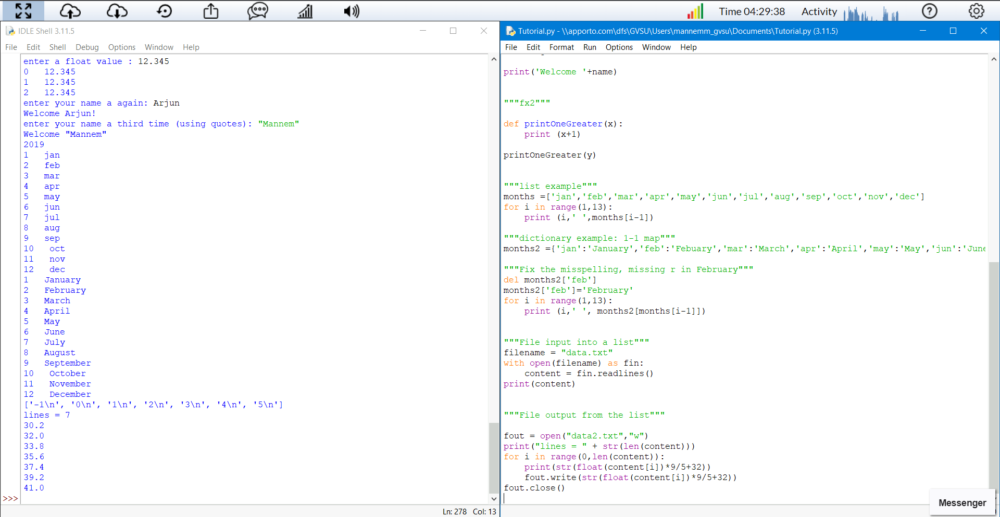 Time 04:29:38 Activity
IDLE Shell 3.11.5
File Edit Shell Debug Options Window Help
enter a float value : 12.345
0   12.345
1   12.345
2   12.345
enter your name a again: Arjun
Welcome Arjun!
enter your name a third time (using quotes): "Mannem"
Welcome "Mannem"
2019
1   jan
2   feb
3   mar
4   apr
5   may
6   jun
7   jul
8   aug
9   sep
10   oct
11   nov
12   dec
1   January
2   February
3   March
4   April
5   May
6   June
7   July
8   August
9   September
10   October
11   November
12   December
['-1\n', '0\n', '1\n', '2\n', '3\n', '4\n', '5\n']
lines = 7
30.2
32.0
33.8
35.6
37.4
39.2
41.0
>>>
Ln: 278 Col: 13
Tutorial.py - \\apporto.com\dfs\GVSU\Users\mannemm_gvsu\Documents\Tutorial.py (3.11.5)
File Edit Format Run Options Window Help
print('Welcome '+name)
"""fx2"""
def printOneGreater(x):
    print (x+1)
printOneGreater(y)
"""list example"""
months =['jan','feb','mar','apr','may','jun','jul','aug','sep','oct','nov','dec']
for i in range(1,13):
    print (i,' ',months[i-1])
"""dictionary example: 1-1 map"""
months2 ={'jan':'January','feb':'Febuary','mar':'March','apr':'April','may':'May','jun':'June
"""Fix the misspelling, missing r in February"""
del months2['feb']
months2['feb']='February'
for i in range(1,13):
    print (i,' ', months2[months[i-1]])
"""File input into a list"""
filename = "data.txt"
with open(filename) as fin:
    content = fin.readlines()
print(content)
"""File output from the list"""
fout = open("data2.txt","w")
print("lines = " + str(len(content)))
for i in range(0,len(content)):
    print(str(float(content[i])*9/5+32))
    fout.write(str(float(content[i])*9/5+32))
fout.close()
Messenger